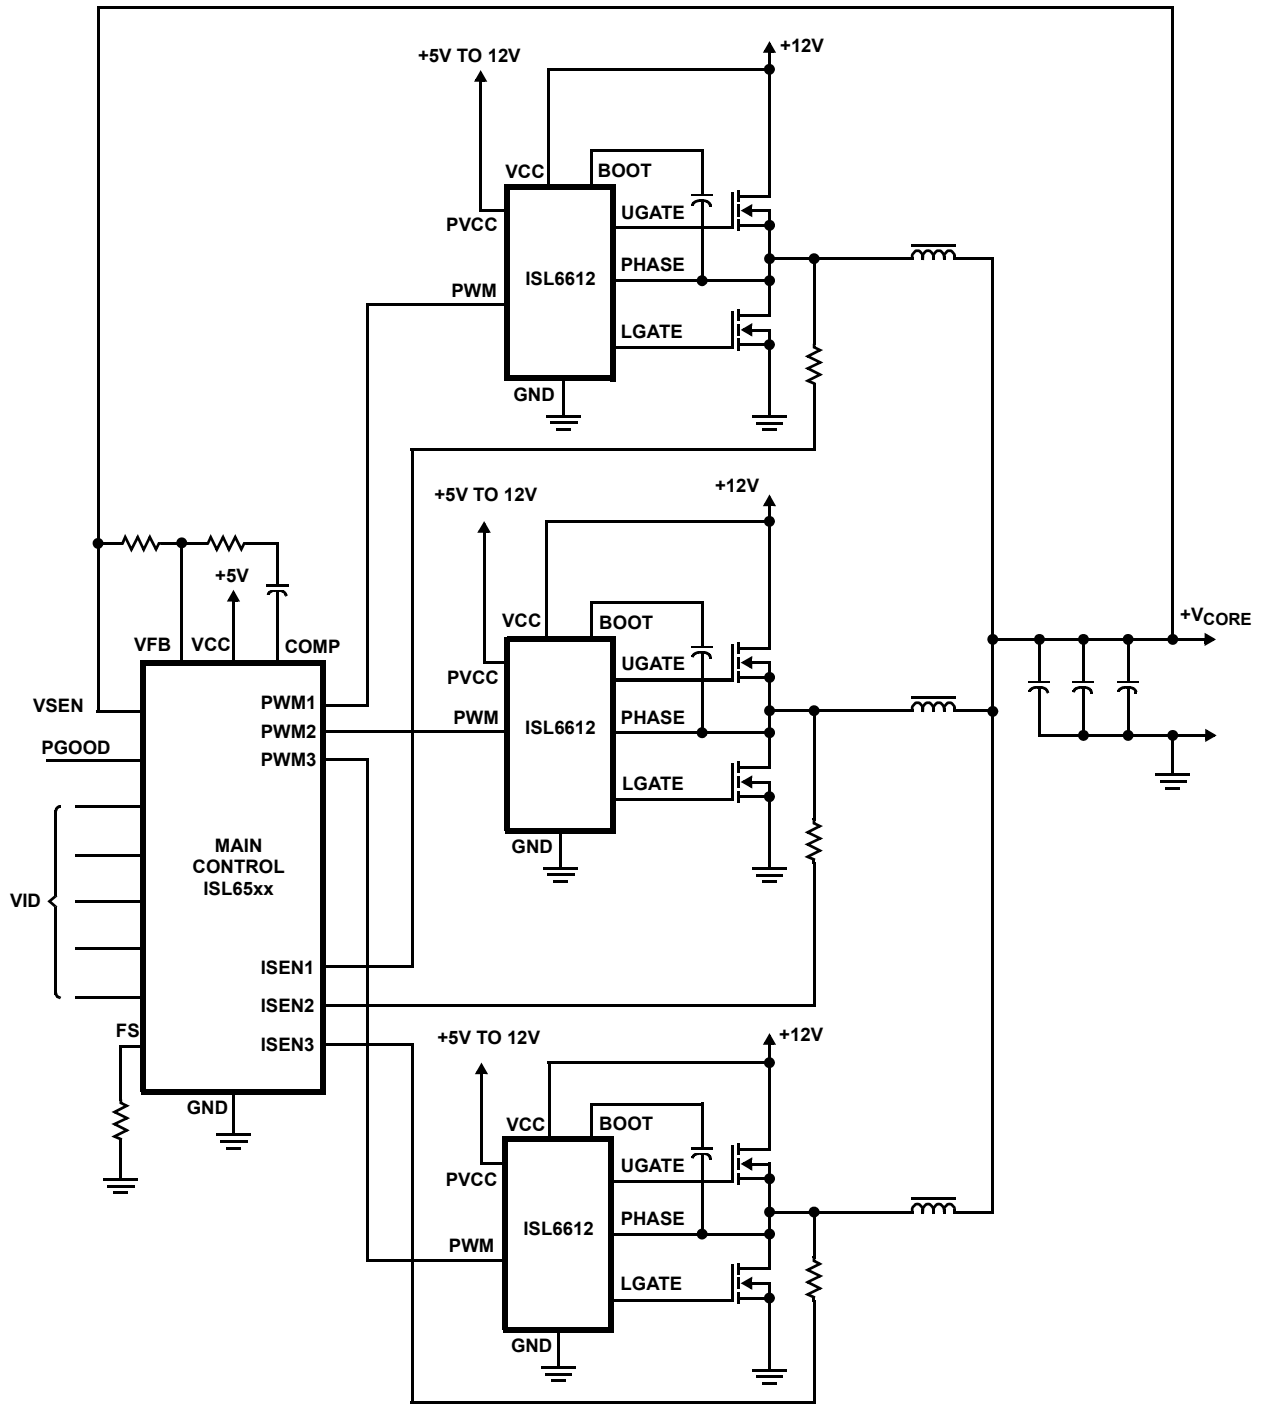 +12V
+5V TO 12V
VCC
BOOT
UGATE
PVCC
PHASE
ISL6612
PWM
LGATE
GND
+12V
+5V TO 12V
VCC
BOOT
UGATE
PVCC
PHASE
PWM
ISL6612
LGATE
GND
+5V
VFB
VCC
COMP
VSEN
PWM1
PWM2
PGOOD
PWM3
MAIN
CONTROL
ISL65xx
VID
ISEN1
ISEN2
FS
ISEN3
GND
+VCORE
+12V
+5V TO 12V
VCC
BOOT
UGATE
PVCC
PHASE
ISL6612
PWM
LGATE
GND